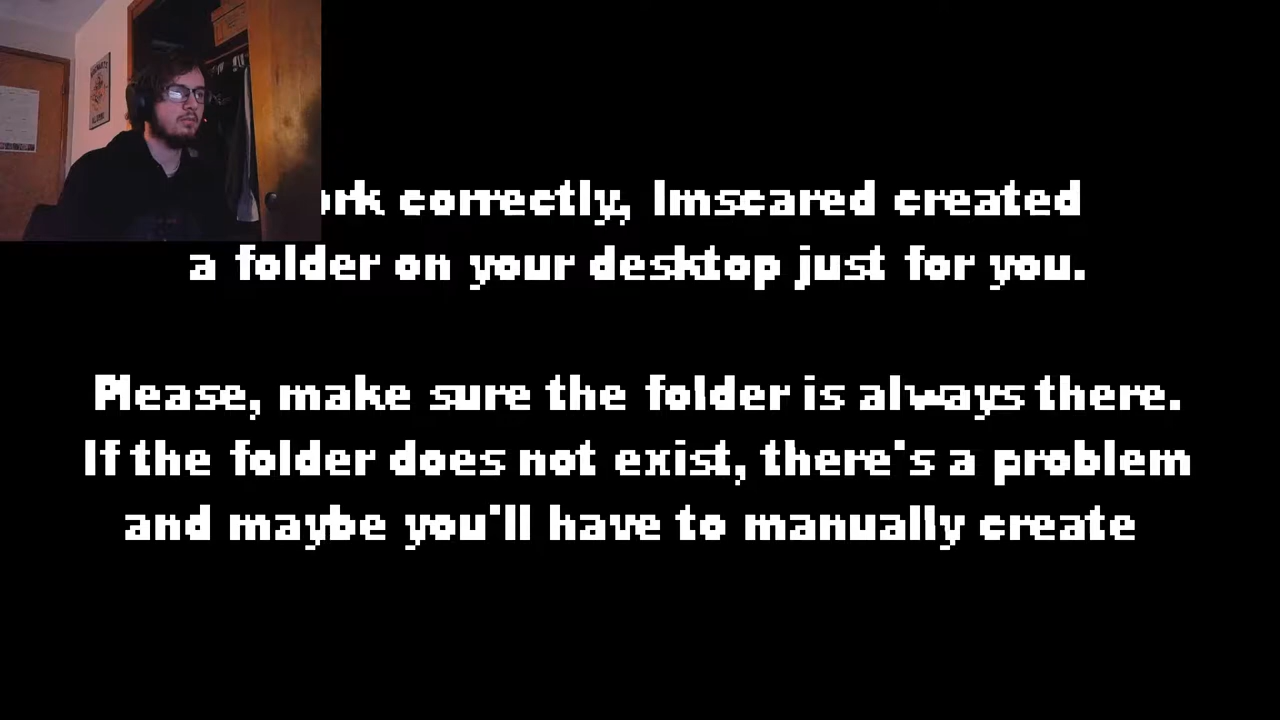 correctly, Imscared created
a folder on your desktop just for you.
Please, make sure the folder is always there.
If the folder does not exist, there's a problem
and maybe you'll have to manually create